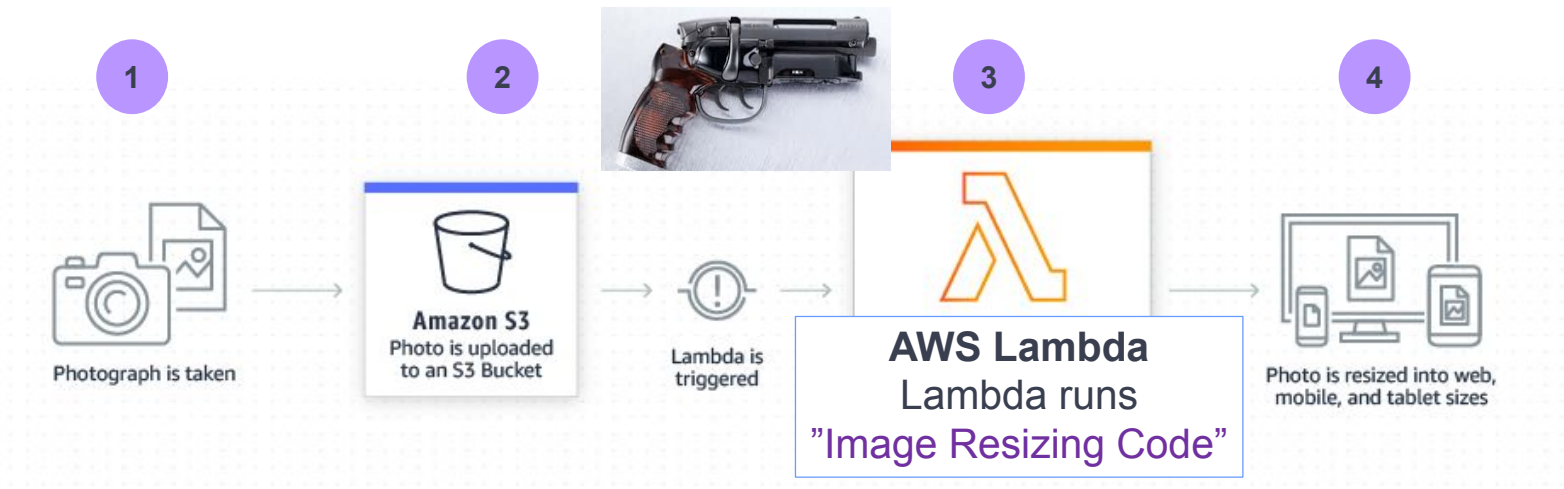 1
2
3
4
Photograph is taken
Amazon S3
Photo is uploaded
to an S3 Bucket
Lambda is
triggered
AWS Lambda
Lambda runs
”Image Resizing Code”
Photo is resized into web,
mobile, and tablet sizes